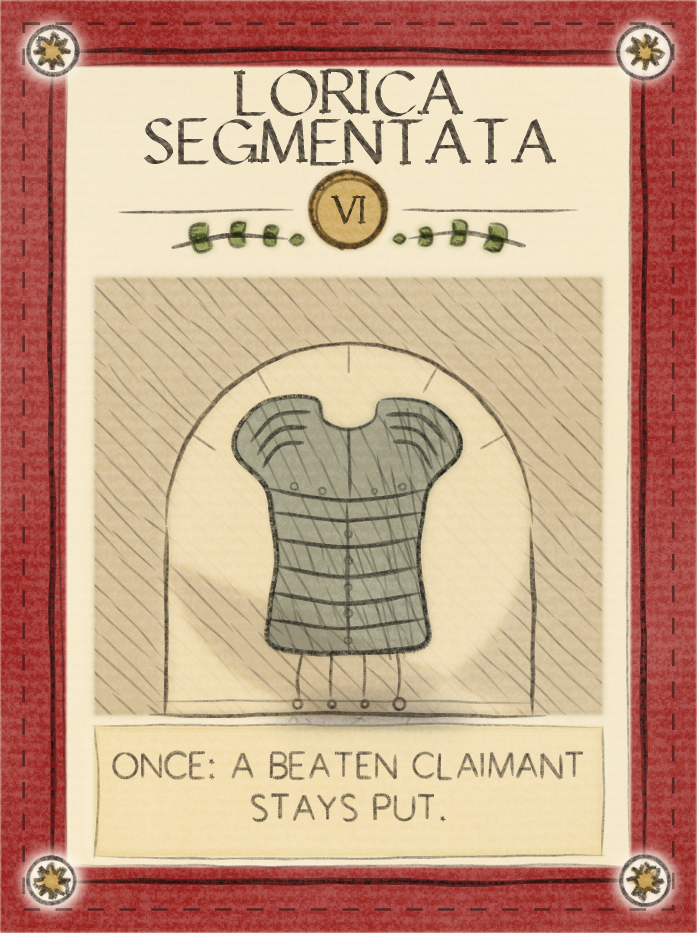 LORICA
SEGMENTATA
VI
ONCE: A BEATEN CLAIMANT
STAYS PUT.